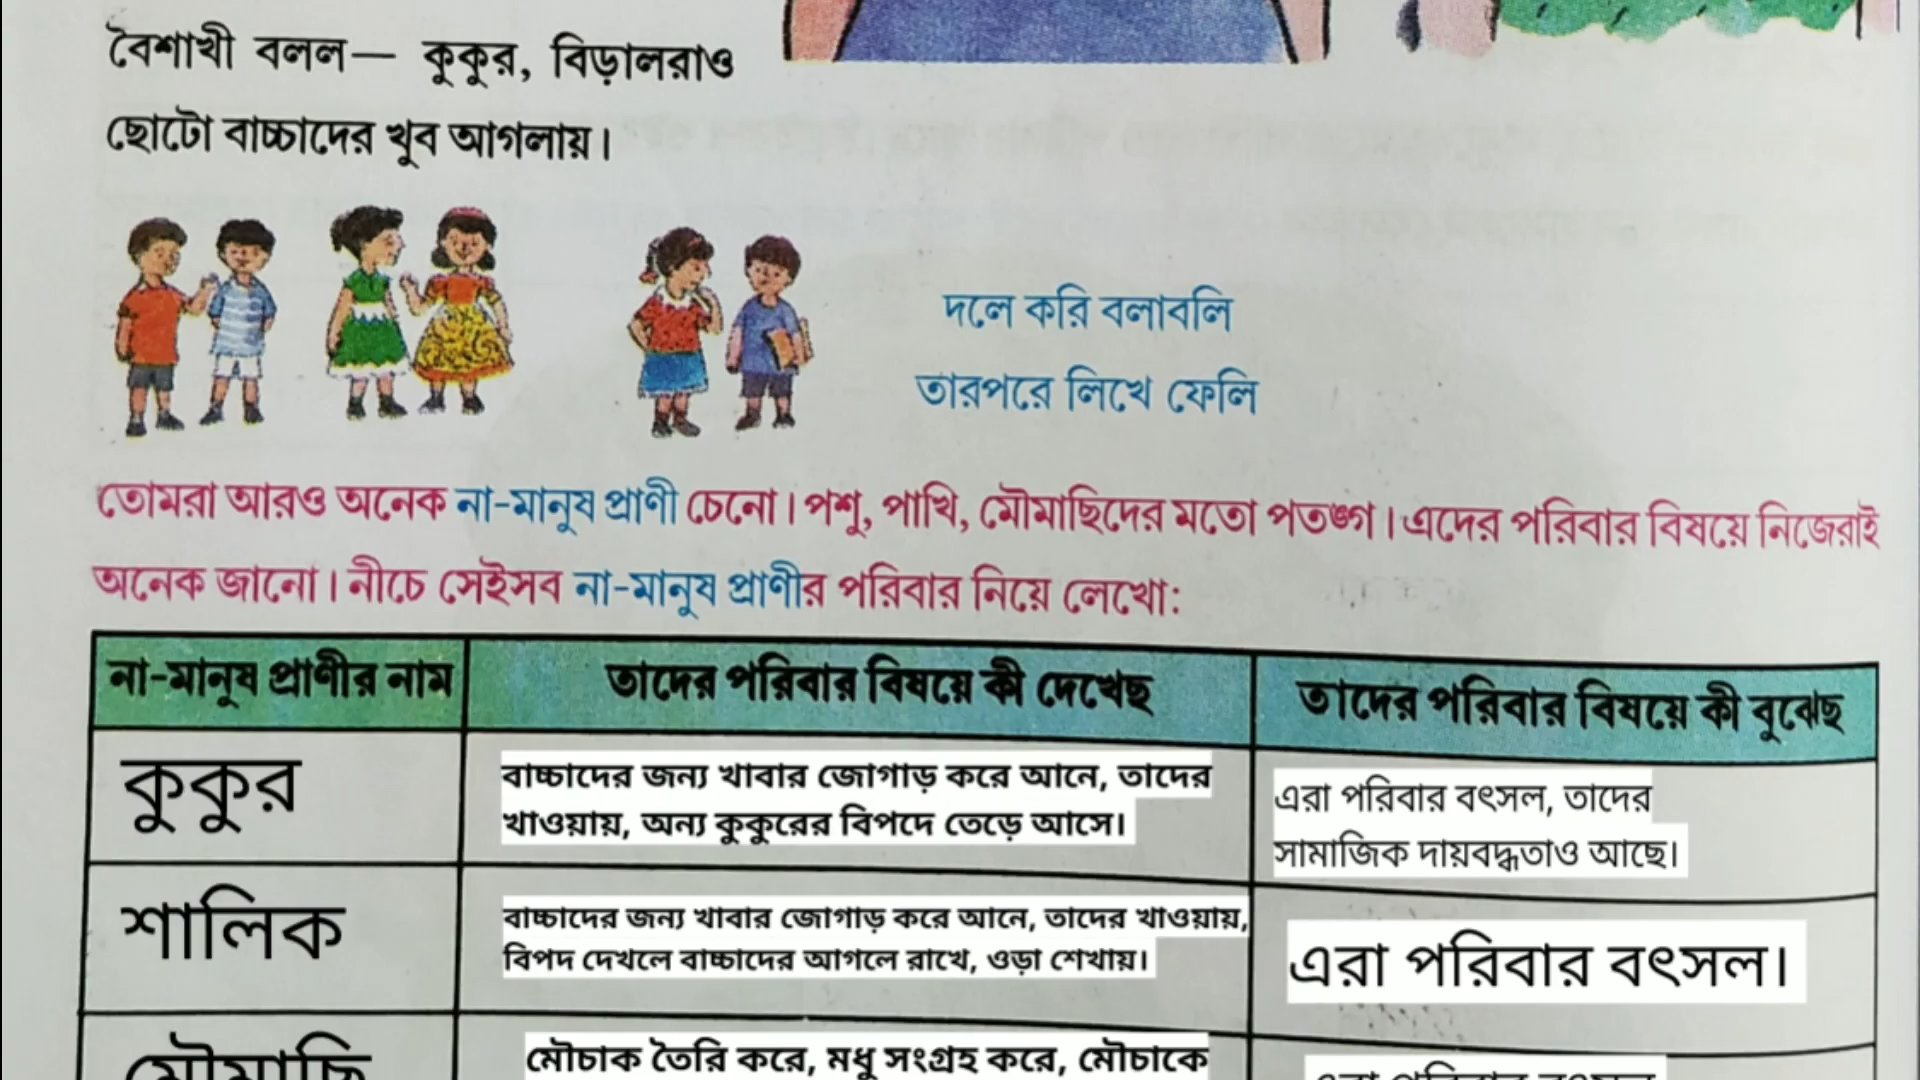 বৈশাখী বলল— কুকুর, বিড়ালরাও
ছোটো বাচ্চাদের খুব আগলায়।
দলে করি বলাবলি
তারপরে লিখে ফেলি
তোমরা আরও অনেক না-মানুষ প্রাণী চেনো। পশু, পাখি, মৌমাছিদের মতো পতঙ্গ। এদের পরিবার বিষয়ে নিজেরাই
অনেক জানো। নীচে সেইসব না-মানুষ প্রাণীর পরিবার নিয়ে লেখো:
না-মানুষ প্রাণীর নাম
তাদের পরিবার বিষয়ে কী দেখেছ
তাদের পরিবার বিষয়ে কী বুঝেছ
কুকুর
বাচ্চাদের জন্য খাবার জোগাড় করে আনে, তাদের
খাওয়ায়, অন্য কুকুরের বিপদে তেড়ে আসে।
এরা পরিবার বৎসল, তাদের
সামাজিক দায়বদ্ধতাও আছে।
শালিক
বাচ্চাদের জন্য খাবার জোগাড় করে আনে, তাদের খাওয়ায়,
বিপদ দেখলে বাচ্চাদের আগলে রাখে, ওড়া শেখায়।
এরা পরিবার বৎসল।
মৌমাছি
মৌচাক তৈরি করে, মধু সংগ্রহ করে, মৌচাকে